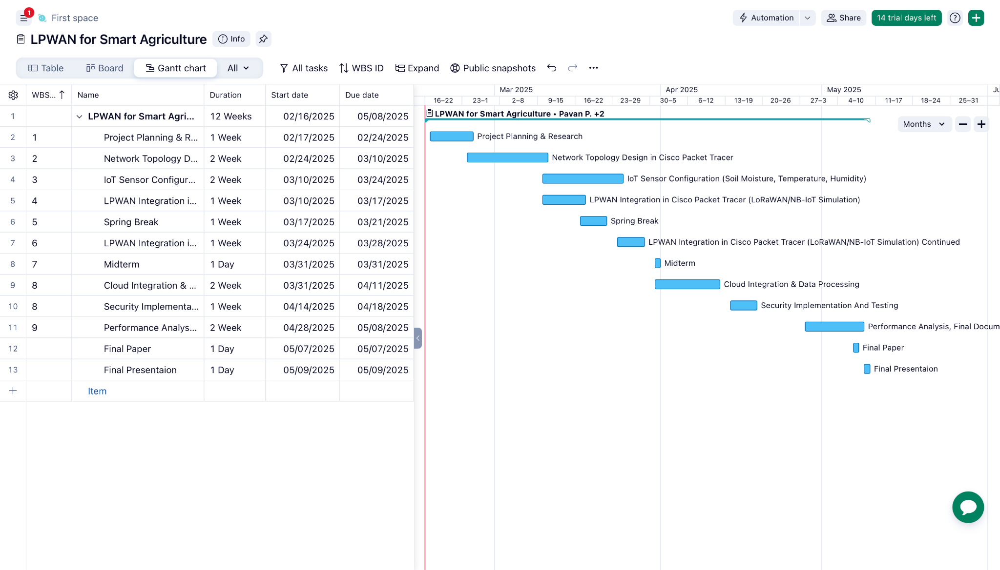 1
First space
Automation
Share
14 trial days left
LPWAN for Smart Agriculture
Info
Table
Board
Gantt chart
All
All tasks
WBS ID
Expand
Public snapshots
WBS... Name Duration Start date Due date
1 LPWAN for Smart Agri... 12 Weeks 02/16/2025 05/08/2025
2 1 Project Planning & R... 1 Week 02/17/2025 02/24/2025
3 2 Network Topology D... 2 Week 02/24/2025 03/10/2025
4 3 IoT Sensor Configur... 2 Week 03/10/2025 03/24/2025
5 4 LPWAN Integration i... 1 Week 03/10/2025 03/17/2025
6 5 Spring Break 1 Week 03/17/2025 03/21/2025
7 6 LPWAN Integration i... 1 Week 03/24/2025 03/28/2025
8 7 Midterm 1 Day 03/31/2025 03/31/2025
9 8 Cloud Integration & ... 2 Week 03/31/2025 04/11/2025
10 8 Security Implementa... 1 Week 04/14/2025 04/18/2025
11 9 Performance Analys... 2 Week 04/28/2025 05/08/2025
12 Final Paper 1 Day 05/07/2025 05/07/2025
13 Final Presentaion 1 Day 05/09/2025 05/09/2025
Item
Mar 2025 Apr 2025 May 2025 Ju
16–22 23–1 2–8 9–15 16–22 23–29 30–5 6–12 13–19 20–26 27–3 4–10 11–17 18–24 25–31
LPWAN for Smart Agriculture • Pavan P. +2
Months
Project Planning & Research
Network Topology Design in Cisco Packet Tracer
IoT Sensor Configuration (Soil Moisture, Temperature, Humidity)
LPWAN Integration in Cisco Packet Tracer (LoRaWAN/NB-IoT Simulation)
Spring Break
LPWAN Integration in Cisco Packet Tracer (LoRaWAN/NB-IoT Simulation) Continued
Midterm
Cloud Integration & Data Processing
Security Implementation And Testing
Performance Analysis, Final Docum
Final Paper
Final Presentaion